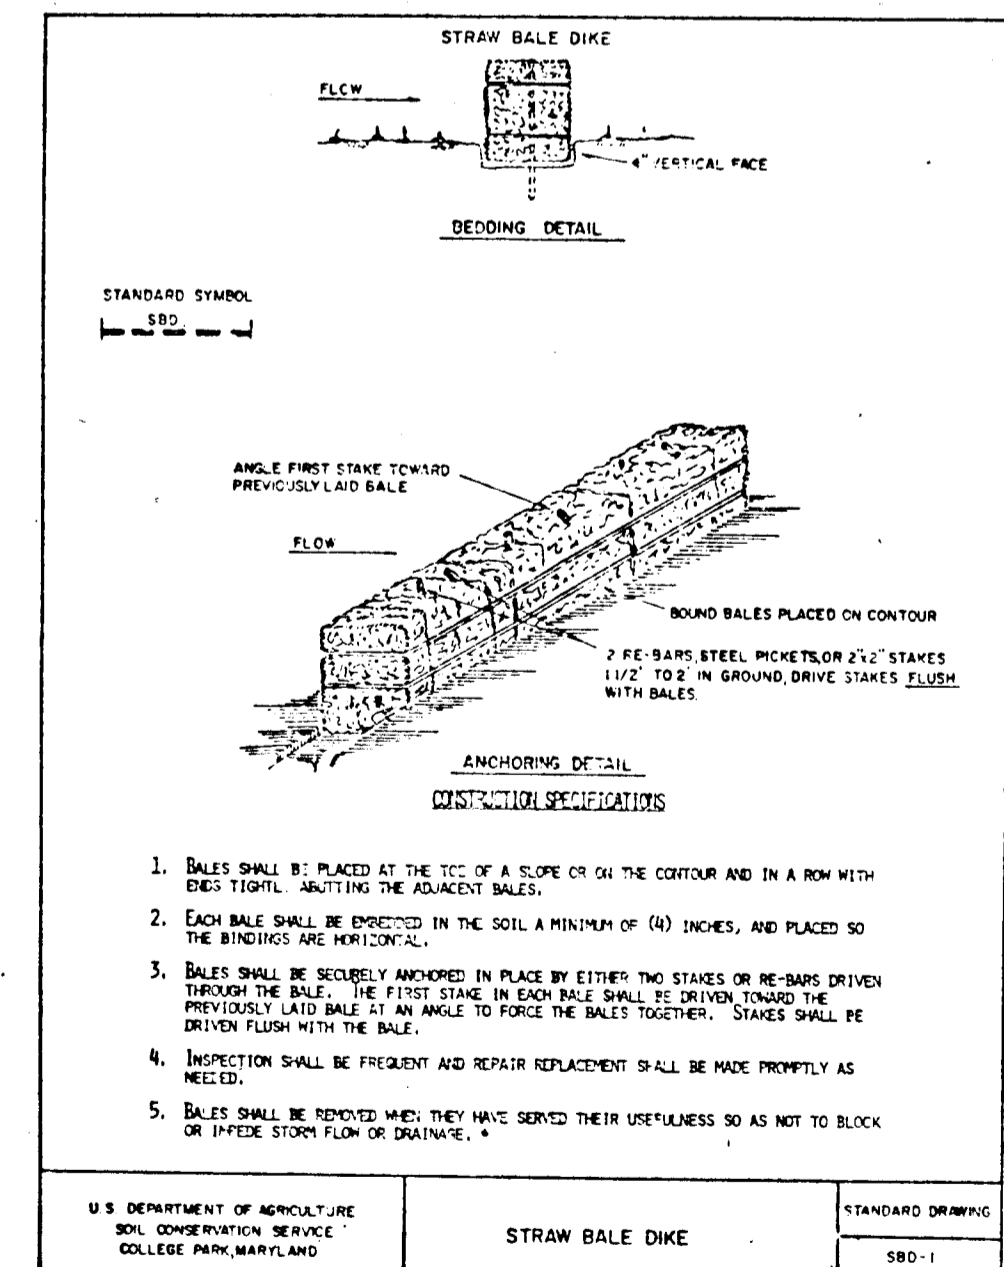 STRAW BALE DIKE
FLOW
4" VERTICAL FACE
BEDDING DETAIL
STANDARD SYMBOL
SBD
ANGLE FIRST STAKE TOWARD
PREVIOUSLY LAID BALE
FLOW
BOUND BALES PLACED ON CONTOUR
2 RE-BARS, STEEL PICKETS, OR 2"x2" STAKES
1 1/2' TO 2' IN GROUND, DRIVE STAKES FLUSH
WITH BALES.
ANCHORING DETAIL
CONSTRUCTION SPECIFICATIONS
1. BALES SHALL BE PLACED AT THE TOE OF A SLOPE OR ON THE CONTOUR AND IN A ROW WITH
ENDS TIGHTLY ABUTTING THE ADJACENT BALES.
2. EACH BALE SHALL BE EMBEDDED IN THE SOIL A MINIMUM OF (4) INCHES, AND PLACED SO
THE BINDINGS ARE HORIZONTAL.
3. BALES SHALL BE SECURELY ANCHORED IN PLACE BY EITHER TWO STAKES OR RE-BARS DRIVEN
THROUGH THE BALE. THE FIRST STAKE IN EACH BALE SHALL BE DRIVEN TOWARD THE
PREVIOUSLY LAID BALE AT AN ANGLE TO FORCE THE BALES TOGETHER. STAKES SHALL BE
DRIVEN FLUSH WITH THE BALE.
4. INSPECTION SHALL BE FREQUENT AND REPAIR REPLACEMENT SHALL BE MADE PROMPTLY AS
NEEDED.
5. BALES SHALL BE REMOVED WHEN THEY HAVE SERVED THEIR USEFULNESS SO AS NOT TO BLOCK
OR IMPEDE STORM FLOW OR DRAINAGE.
U.S. DEPARTMENT OF AGRICULTURE
SOIL CONSERVATION SERVICE
COLLEGE PARK, MARYLAND
STRAW BALE DIKE
STANDARD DRAWING
SBD-1